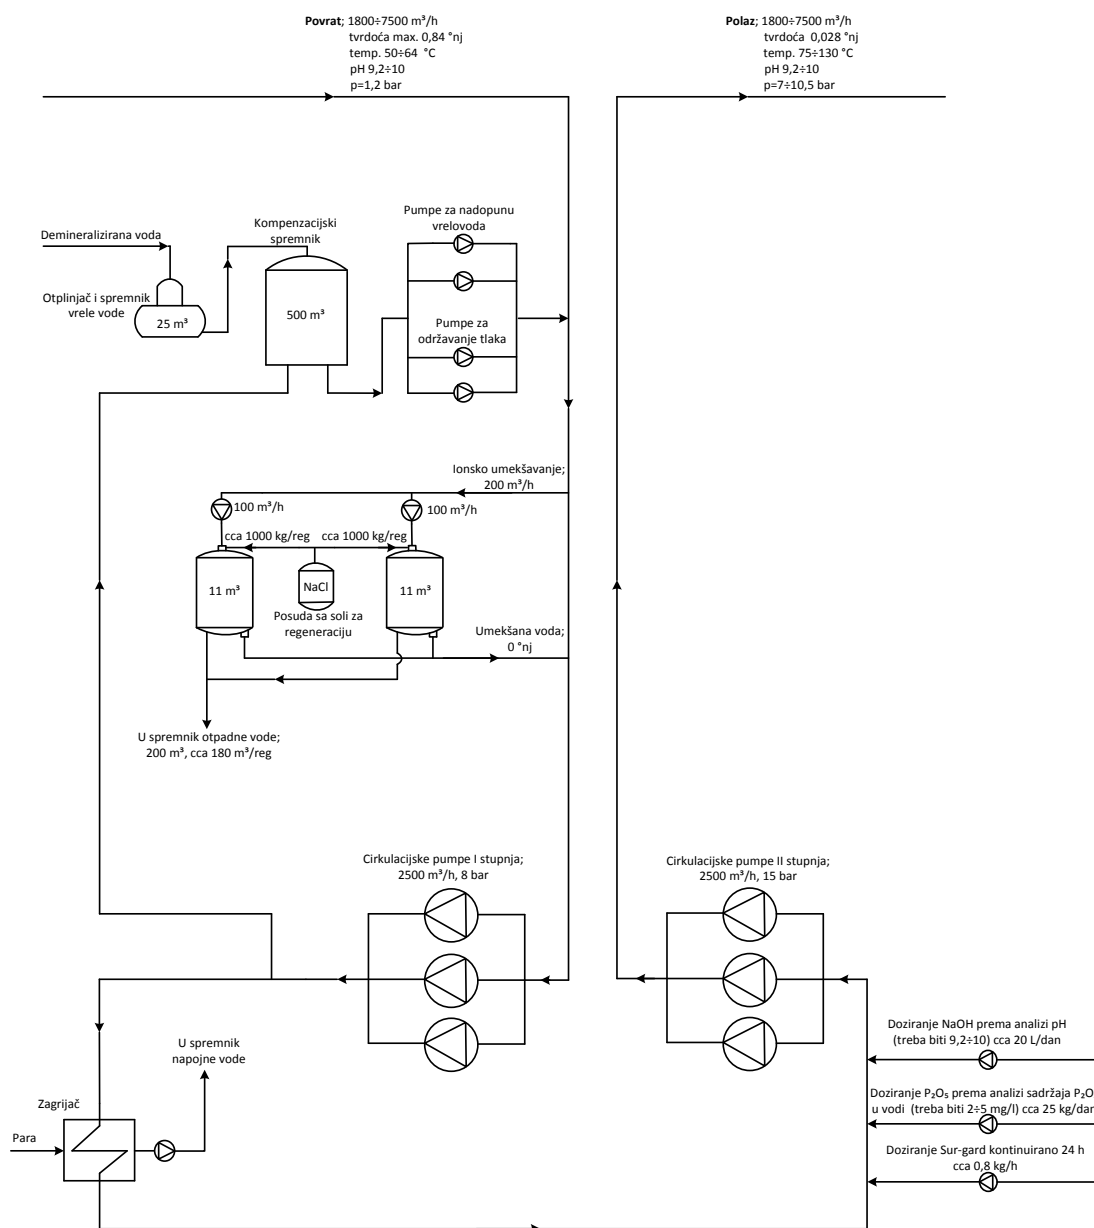 Povrat; 1800÷7500 m³/h
tvrdoća max. 0,84 °nj
temp. 50÷64 °C
pH 9,2÷10
p=1,2 bar
Polaz; 1800÷7500 m³/h
tvrdoća 0,028 °nj
temp. 75÷130 °C
pH 9,2÷10
p=7÷10,5 bar
Demineralizirana voda
Otplinjač i spremnik
vrele vode
25 m³
Kompenzacijski
spremnik
500 m³
Pumpe za nadopunu
vrelovoda
Pumpe za
održavanje tlaka
Ionsko umekšavanje;
200 m³/h
100 m³/h
100 m³/h
cca 1000 kg/reg
cca 1000 kg/reg
11 m³
NaCl
11 m³
Posuda sa soli za
regeneraciju
Umekšana voda;
0 °nj
U spremnik otpadne vode;
200 m³, cca 180 m³/reg
Cirkulacijske pumpe I stupnja;
2500 m³/h, 8 bar
Cirkulacijske pumpe II stupnja;
2500 m³/h, 15 bar
U spremnik
napojne vode
Zagrijač
Para
Doziranje NaOH prema analizi pH
(treba biti 9,2÷10) cca 20 L/dan
Doziranje P₂O₅ prema analizi sadržaja P₂O
u vodi (treba biti 2÷5 mg/l) cca 25 kg/dan
Doziranje Sur-gard kontinuirano 24 h
cca 0,8 kg/h